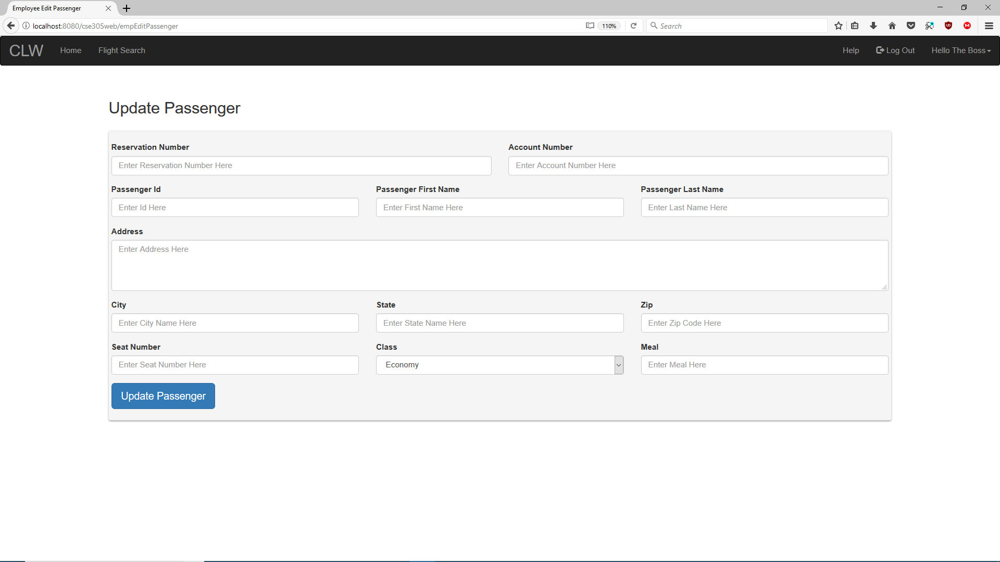 Employee Edit Passenger
localhost:8080/cse305web/empEditPassenger
110%
Search
CLW
Home
Flight Search
Help
Log Out
Hello The Boss
Update Passenger
Reservation Number
Account Number
Enter Reservation Number Here
Enter Account Number Here
Passenger Id
Passenger First Name
Passenger Last Name
Enter Id Here
Enter First Name Here
Enter Last Name Here
Address
Enter Address Here
City
State
Zip
Enter City Name Here
Enter State Name Here
Enter Zip Code Here
Seat Number
Class
Meal
Enter Seat Number Here
Economy
Enter Meal Here
Update Passenger